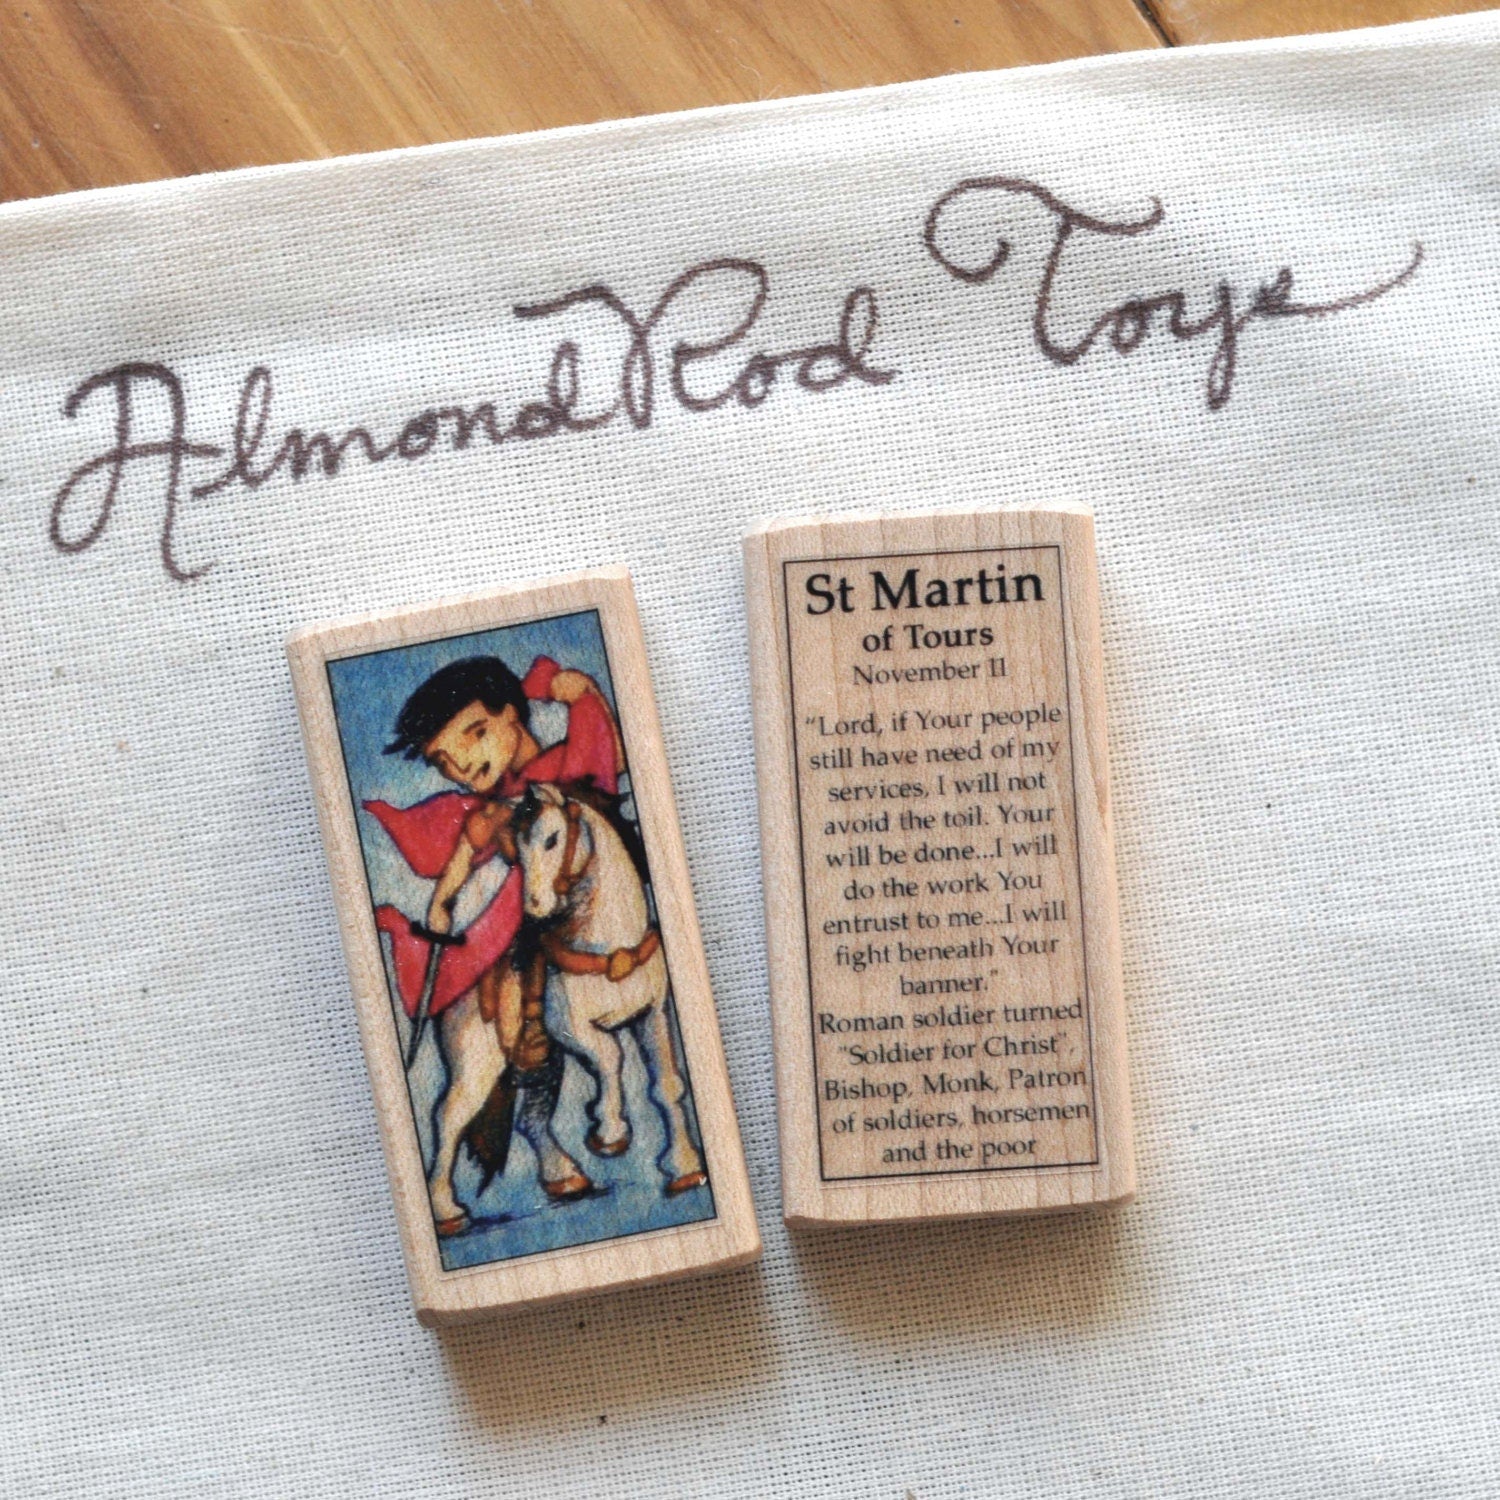 AlmondRod Toys
St Martin
of Tours
November 11
“Lord, if Your people
still have need of my
services, I will not
avoid the toil. Your
will be done...I will
do the work You
entrust to me...I will
fight beneath Your
banner."
Roman soldier turned
"Soldier for Christ",
Bishop, Monk, Patron
of soldiers, horsemen
and the poor